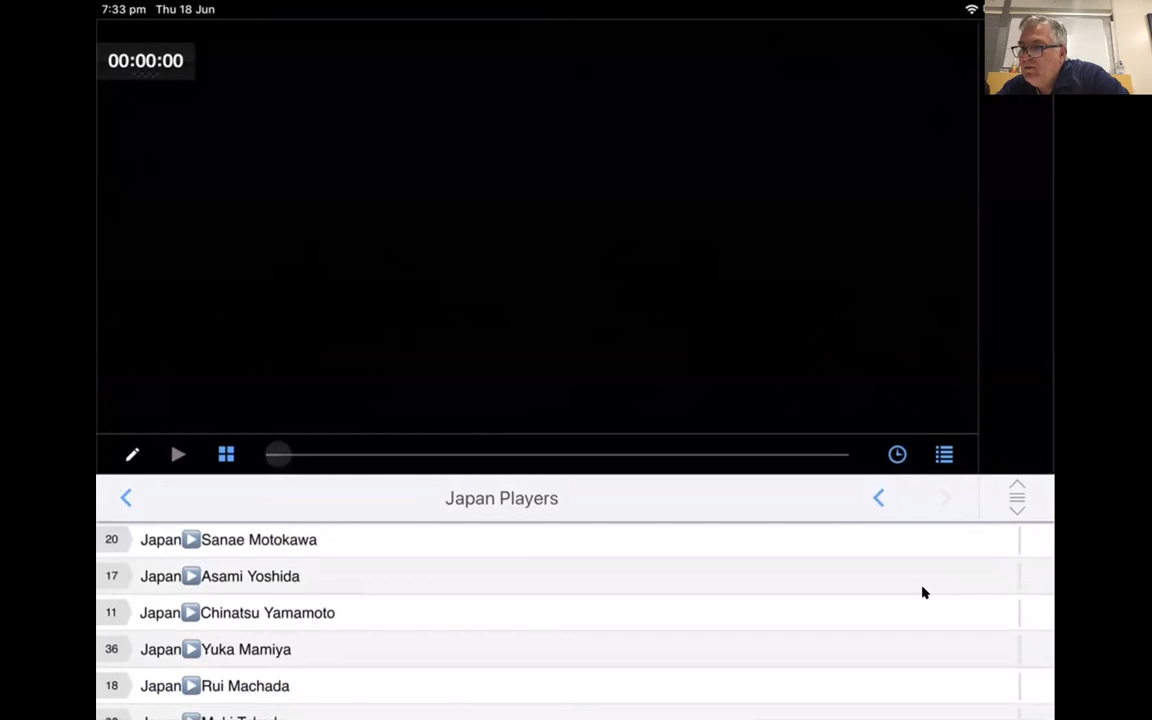 7:33 pm Thu 18 Jun
00:00:00
Japan Players
20 Japan▶️Sanae Motokawa
17 Japan▶️Asami Yoshida
11 Japan▶️Chinatsu Yamamoto
36 Japan▶️Yuka Mamiya
18 Japan▶️Rui Machada